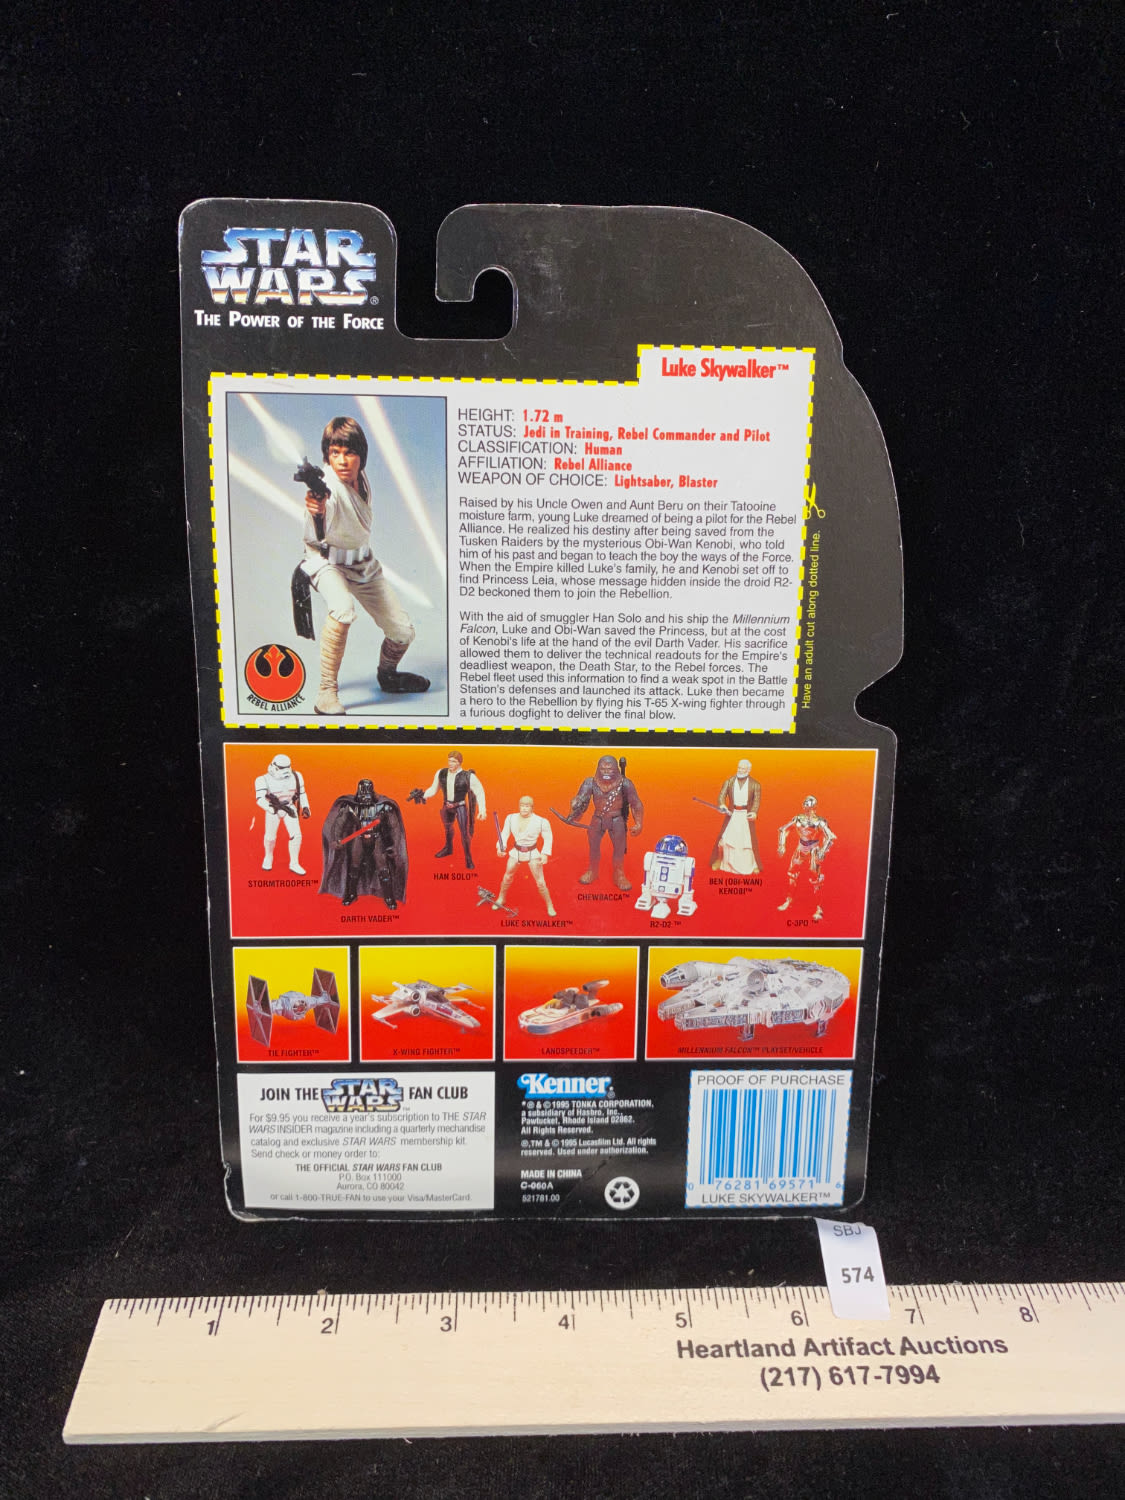 STAR
WARS®
THE POWER OF THE FORCE
Luke Skywalker™
HEIGHT: 1.72 m
STATUS: Jedi in Training, Rebel Commander and Pilot
CLASSIFICATION: Human
AFFILIATION: Rebel Alliance
WEAPON OF CHOICE: Lightsaber, Blaster
Raised by his Uncle Owen and Aunt Beru on their Tatooine
moisture farm, young Luke dreamed of being a pilot for the Rebel
Alliance. He realized his destiny after being saved from the
Tusken Raiders by the mysterious Obi-Wan Kenobi, who told
him of his past and began to teach the boy the ways of the Force.
When the Empire killed Luke's family, he and Kenobi set off to
find Princess Leia, whose message hidden inside the droid R2-
D2 beckoned them to join the Rebellion.
With the aid of smuggler Han Solo and his ship the Millennium
Falcon, Luke and Obi-Wan saved the Princess, but at the cost
of Kenobi's life at the hand of the evil Darth Vader. His sacrifice
allowed them to deliver the technical readouts for the Empire's
deadliest weapon, the Death Star, to the Rebel forces. The
Rebel fleet used this information to find a weak spot in the Battle
Station's defenses and launched its attack. Luke then became
a hero to the Rebellion by flying his T-65 X-wing fighter through
a furious dogfight to deliver the final blow.
REBEL ALLIANCE
Have an adult cut along dotted line.
STORMTROOPER™
DARTH VADER™
HAN SOLO™
LUKE SKYWALKER™
CHEWBACCA™
R2-D2™
BEN (OBI-WAN)
KENOBI™
C-3PO™
TIE FIGHTER™
X-WING FIGHTER™
LANDSPEEDER™
MILLENNIUM FALCON™ PLAYSET/VEHICLE
JOIN THE STAR WARS FAN CLUB
For $9.95 you receive a year's subscription to THE STAR
WARS INSIDER magazine including a quarterly mechandise
catalog and exclusive STAR WARS membership kit.
Send check or money order to:
THE OFFICIAL STAR WARS FAN CLUB
P.O. Box 111000
Aurora, CO 80042
or call 1-800-TRUE-FAN to use your Visa/MasterCard.
Kenner®
*® & © 1995 TONKA CORPORATION,
a subsidiary of Hasbro, Inc.,
Pawtucket, Rhode Island 02862.
All Rights Reserved.
®,TM & © 1995 Lucasfilm Ltd. All rights
reserved. Used under authorization.
MADE IN CHINA
C-060A
521781.00
PROOF OF PURCHASE
0 76281 69571 6
LUKE SKYWALKER™
SBJ
574
1 2 3 4 5 6 7 8
Heartland Artifact Auctions
(217) 617-7994